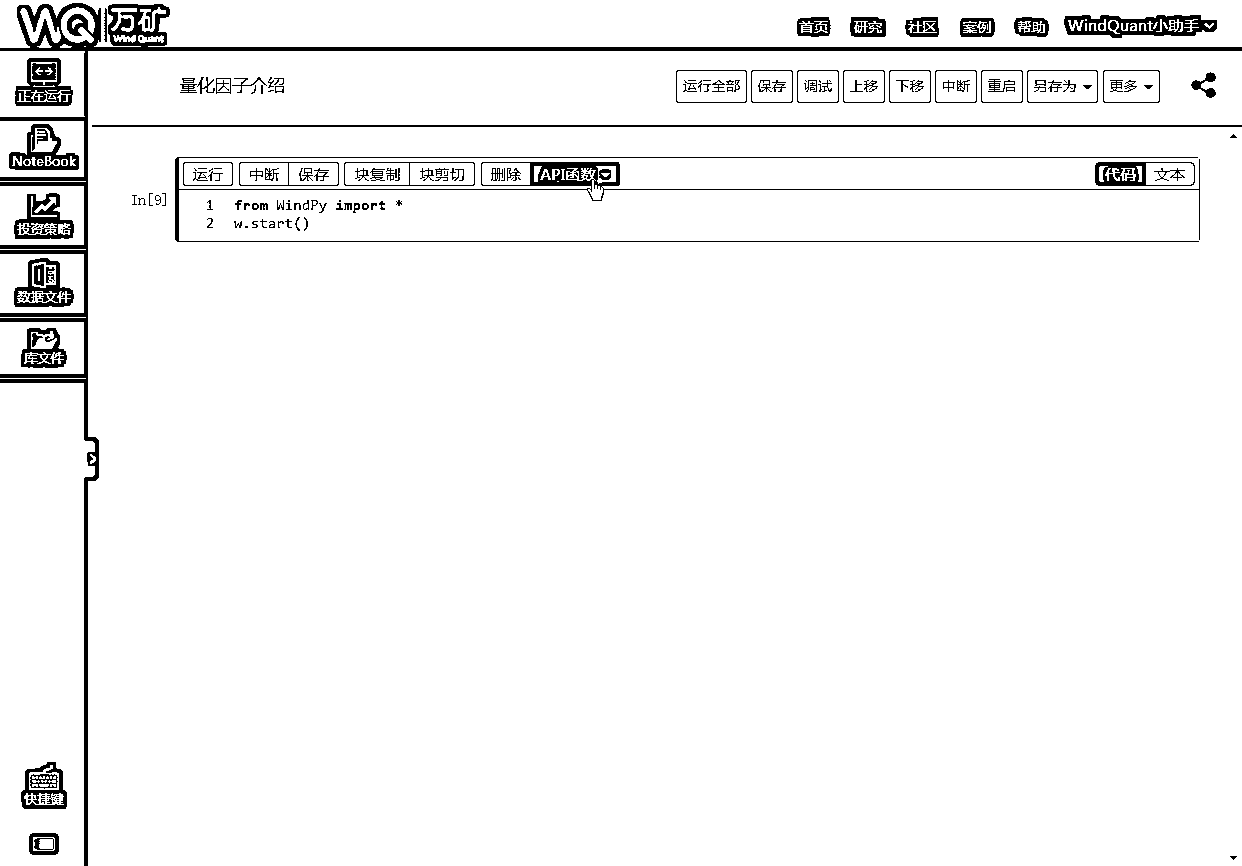 WQ 万矿
Wind Quant
首页 研究 社区 案例 帮助 WindQuant小助手
正在运行
NoteBook
投资策略
数据文件
库文件
量化因子介绍
运行全部 保存 调试 上移 下移 中断 重启 另存为 更多
运行 中断 保存 块复制 块剪切 删除 API函数 【代码】 文本
In[9]
1 from WindPy import *
2 w.start()
快捷键